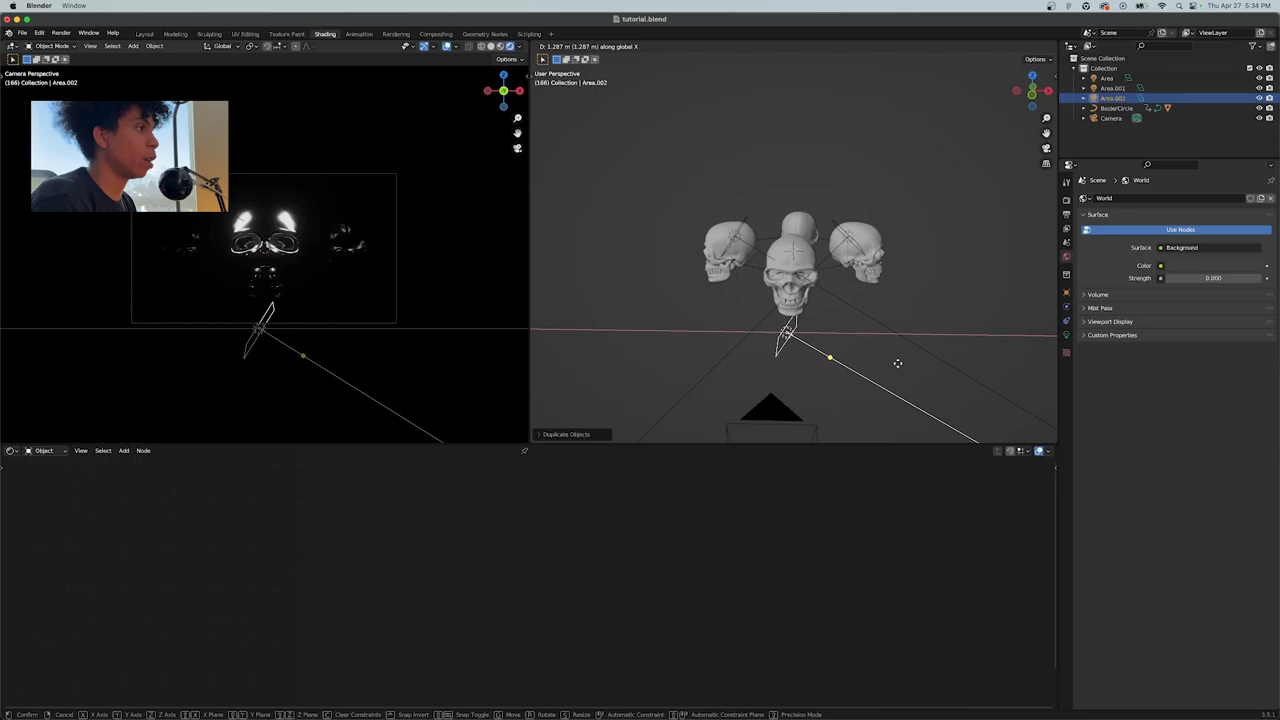 Blender Window Thu Apr 27 5:34 PM
tutorial.blend
File Edit Render Window Help Layout Modeling Sculpting UV Editing Texture Paint Shading Animation Rendering Compositing Scripting Scene ViewLayer
Object Mode View Select Add Object Global D: 1.287 m (1.287 m) along global X
Options Options
Scene Collection
Camera Perspective
(166) Collection | Area.002
User Perspective
(166) Collection | Area.002
Collection
Area
Area.001
Area.002
BezierCircle
Camera
Scene World
World
Surface
Use Nodes
Surface Background
Color
Strength 0.000
Volume
Mist Pass
Viewport Display
Custom Properties
Duplicate Objects
Object View Select Add Node
Confirm Cancel X Axis Y Axis Z Axis X Plane Y Plane Z Plane Clear Constraints Snap Invert Snap Toggle Move Rotate Resize Automatic Constraint Automatic Constraint Plane Precision Mode
3.5.1